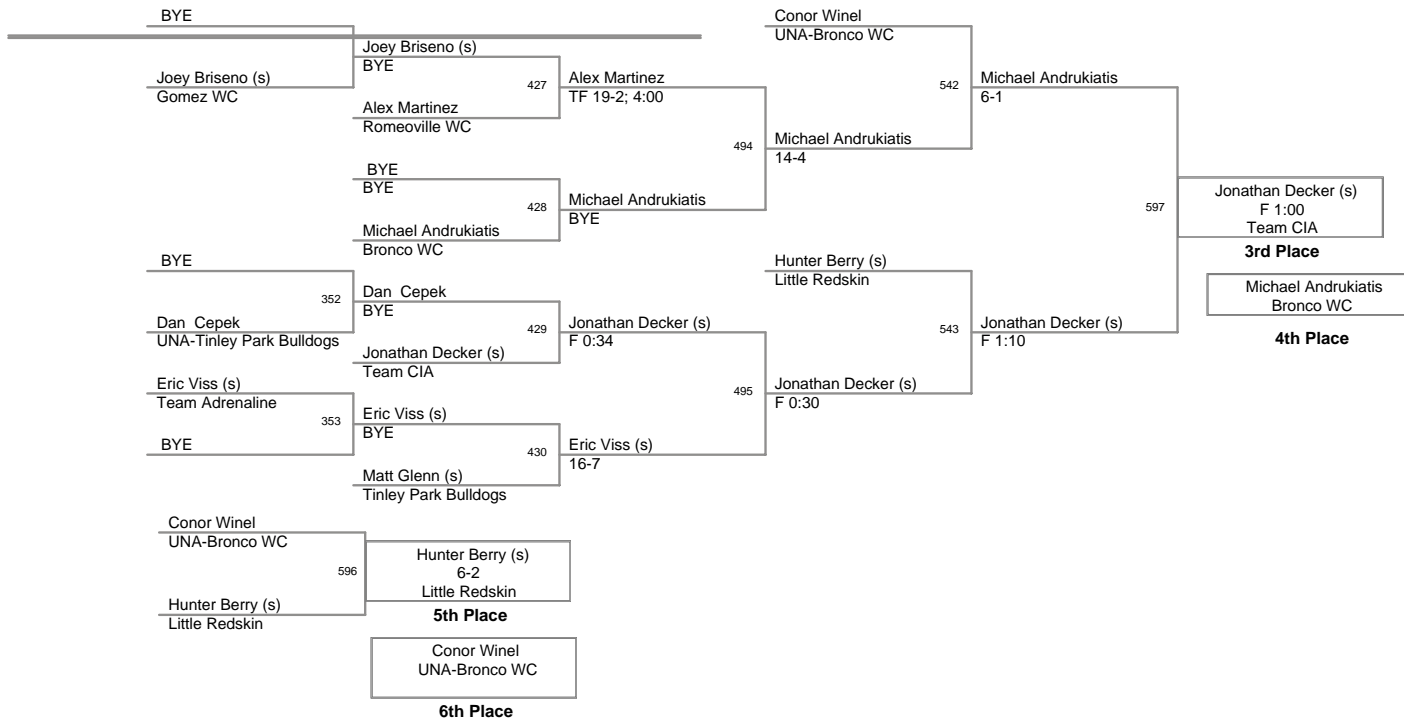 BYE
Joey Briseno (s)
Gomez WC
Joey Briseno (s)
BYE
427
Alex Martinez
Romeoville WC
Alex Martinez
TF 19-2; 4:00
BYE
BYE
428
Michael Andrukiatis
Bronco WC
Michael Andrukiatis
BYE
494
Michael Andrukiatis
14-4
Conor Winel
UNA-Bronco WC
542
Michael Andrukiatis
6-1
BYE
352
Dan  Cepek
UNA-Tinley Park Bulldogs
Dan  Cepek
BYE
429
Jonathan Decker (s)
Team CIA
Jonathan Decker (s)
F 0:34
Eric Viss (s)
Team Adrenaline
353
BYE
Eric Viss (s)
BYE
430
Matt Glenn (s)
Tinley Park Bulldogs
Eric Viss (s)
16-7
495
Jonathan Decker (s)
F 0:30
Hunter Berry (s)
Little Redskin
543
Jonathan Decker (s)
F 1:10
597
Jonathan Decker (s)
F 1:00
Team CIA
3rd Place
Michael Andrukiatis
Bronco WC
4th Place
Conor Winel
UNA-Bronco WC
596
Hunter Berry (s)
Little Redskin
Hunter Berry (s)
6-2
Little Redskin
5th Place
Conor Winel
UNA-Bronco WC
6th Place